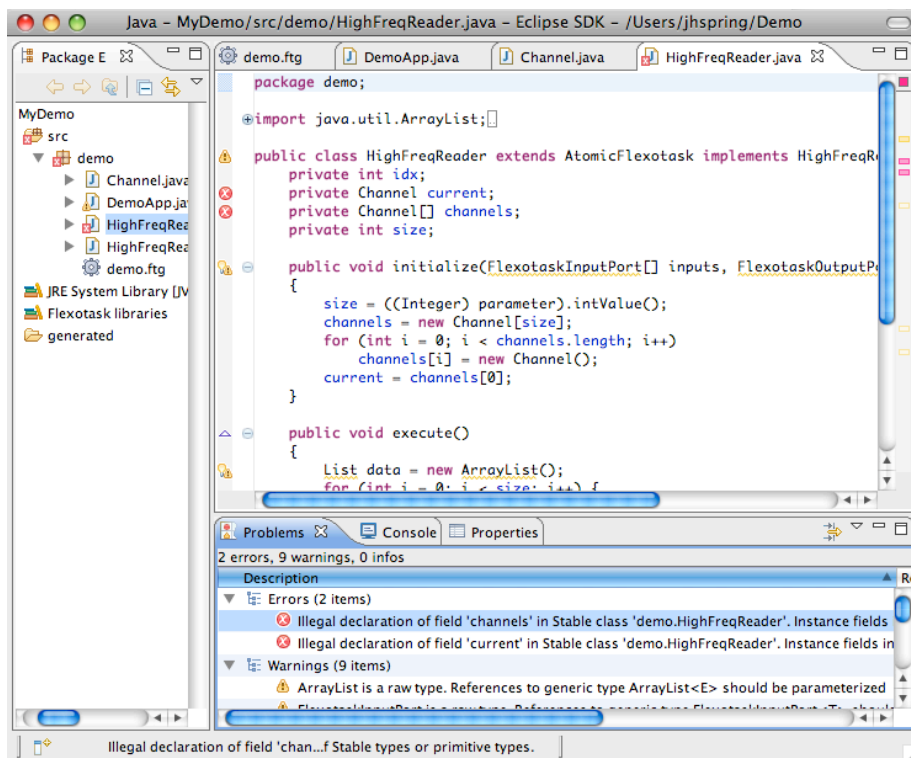 Java – MyDemo/src/demo/HighFreqReader.java – Eclipse SDK – /Users/jhspring/Demo
Package E
demo.ftg
DemoApp.java
Channel.java
HighFreqReader.java
MyDemo
src
demo
Channel.java
DemoApp.ja
HighFreqRea
HighFreqRea
demo.ftg
JRE System Library [JV
Flexotask libraries
generated
package demo;
import java.util.ArrayList;
public class HighFreqReader extends AtomicFlexotask implements HighFreqR
private int idx;
private Channel current;
private Channel[] channels;
private int size;
public void initialize(FlexotaskInputPort[] inputs, FlexotaskOutputP
{
size = ((Integer) parameter).intValue();
channels = new Channel[size];
for (int i = 0; i < channels.length; i++)
channels[i] = new Channel();
current = channels[0];
}
public void execute()
{
List data = new ArrayList();
for (int i = 0; i < size; i++) {
Problems
Console
Properties
2 errors, 9 warnings, 0 infos
Description
Re
Errors (2 items)
Illegal declaration of field 'channels' in Stable class 'demo.HighFreqReader'. Instance fields
Illegal declaration of field 'current' in Stable class 'demo.HighFreqReader'. Instance fields in
Warnings (9 items)
ArrayList is a raw type. References to generic type ArrayList<E> should be parameterized
Illegal declaration of field 'chan...f Stable types or primitive types.